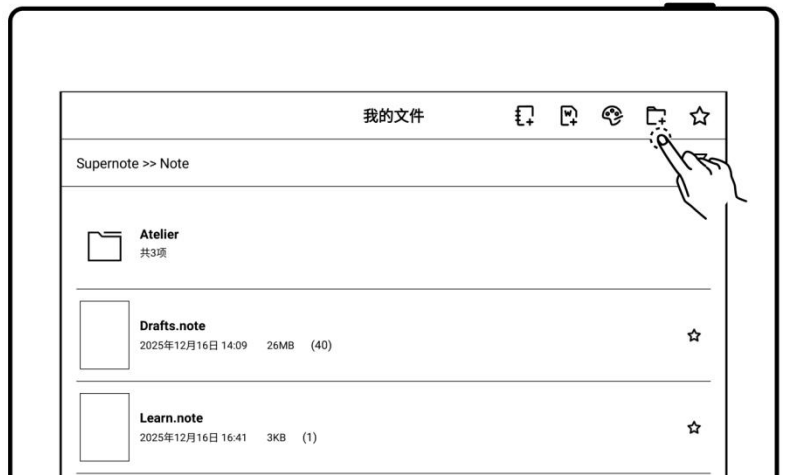 我的文件
Supernote >> Note
Atelier
共3项
Drafts.note
2025年12月16日 14:09 26MB (40)
Learn.note
2025年12月16日 16:41 3KB (1)